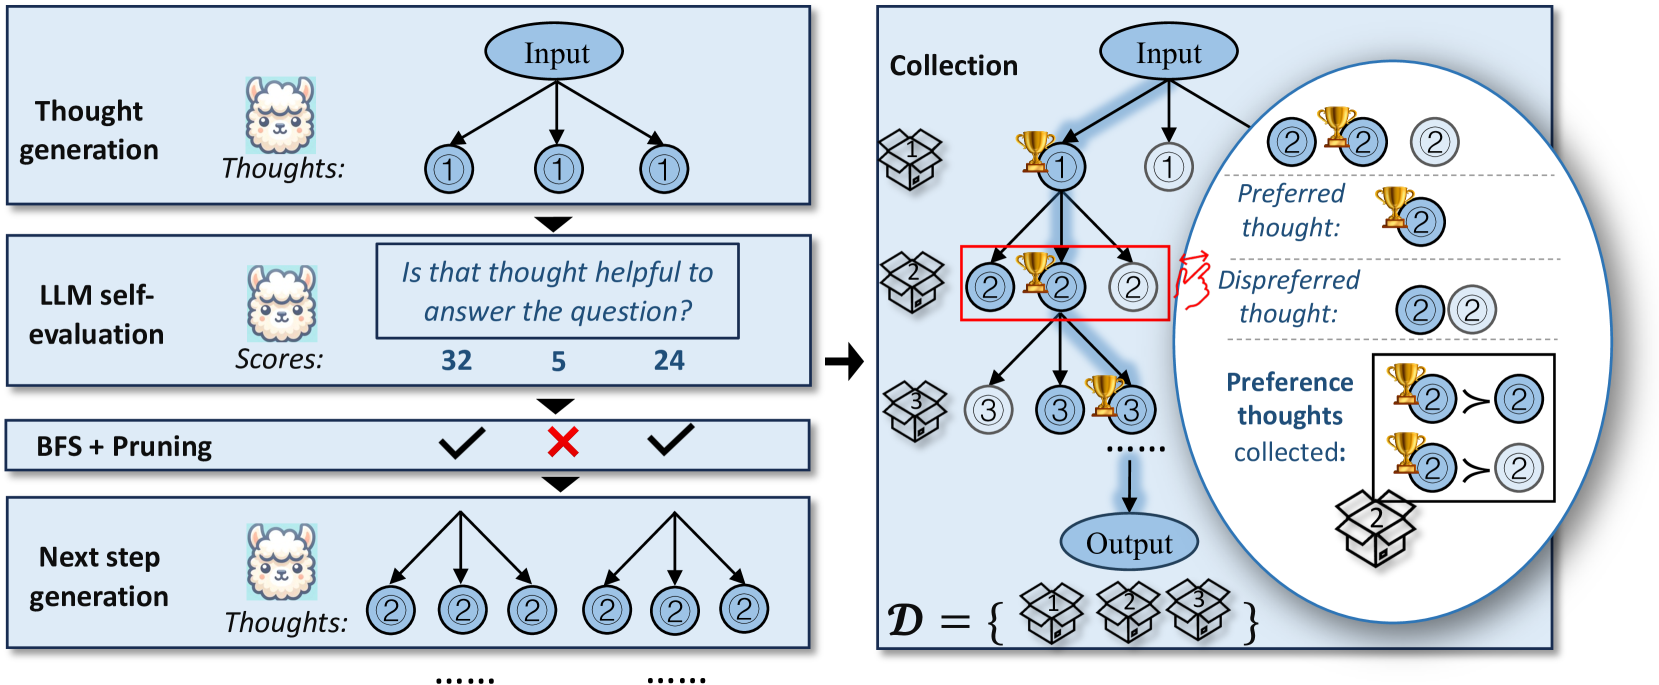 Input
Thought
generation
Thoughts:
① ① ①
LLM self-
evaluation
Is that thought helpful to
answer the question?
Scores:
32 5 24
BFS + Pruning
Next step
generation
Thoughts:
② ② ② ② ② ②
......
......
Collection
Input
1
① ①
2
② ② ②
3
③ ③ ③
......
Output
𝓓 = { 1 2 3 }
② ② ②
Preferred
thought:
②
Dispreferred
thought:
② ②
Preference
thoughts
collected:
② ≻ ②
② ≻ ②
2